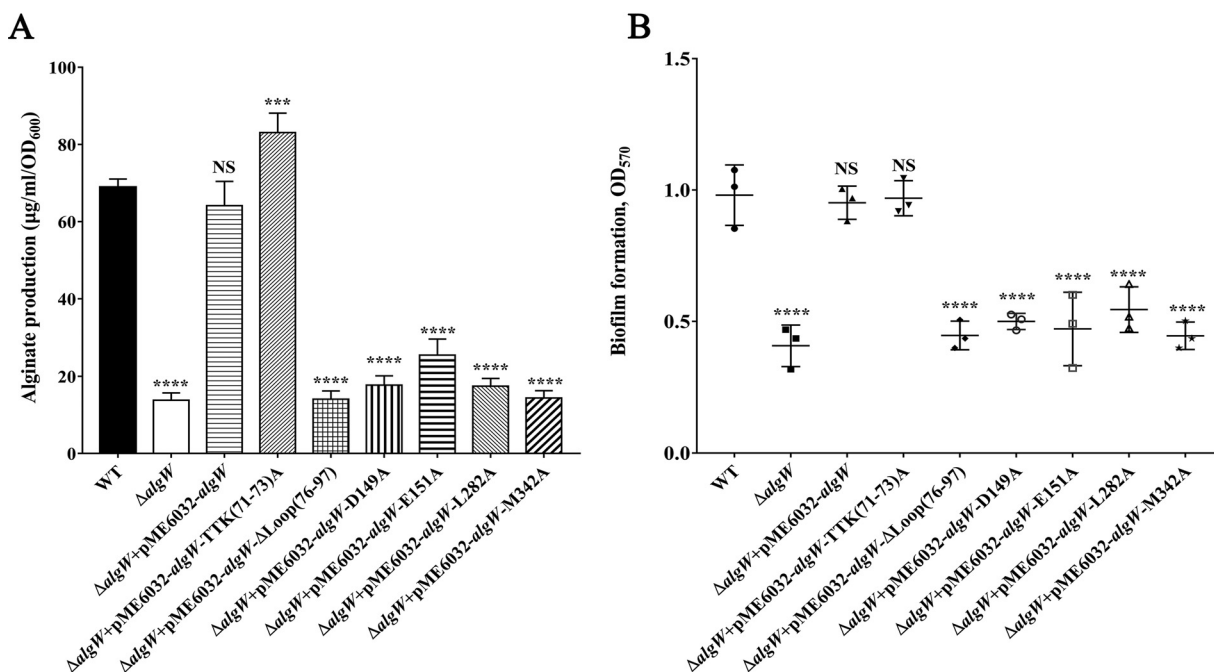 A
Alginate production (μg/ml/OD600)
100
80
60
40
20
0
****
NS
***
****
****
****
****
****
WT
ΔalgW
ΔalgW+pME6032-algW
ΔalgW+pME6032-algW-TTK(71-73)A
ΔalgW+pME6032-algW-ΔLoop(76-97)
ΔalgW+pME6032-algW-D149A
ΔalgW+pME6032-algW-E151A
ΔalgW+pME6032-algW-L282A
ΔalgW+pME6032-algW-M342A
B
Biofilm formation, OD570
1.5
1.0
0.5
0.0
****
NS
NS
****
****
****
****
****
WT
ΔalgW
ΔalgW+pME6032-algW
ΔalgW+pME6032-algW-TTK(71-73)A
ΔalgW+pME6032-algW-ΔLoop(76-97)
ΔalgW+pME6032-algW-D149A
ΔalgW+pME6032-algW-E151A
ΔalgW+pME6032-algW-L282A
ΔalgW+pME6032-algW-M342A